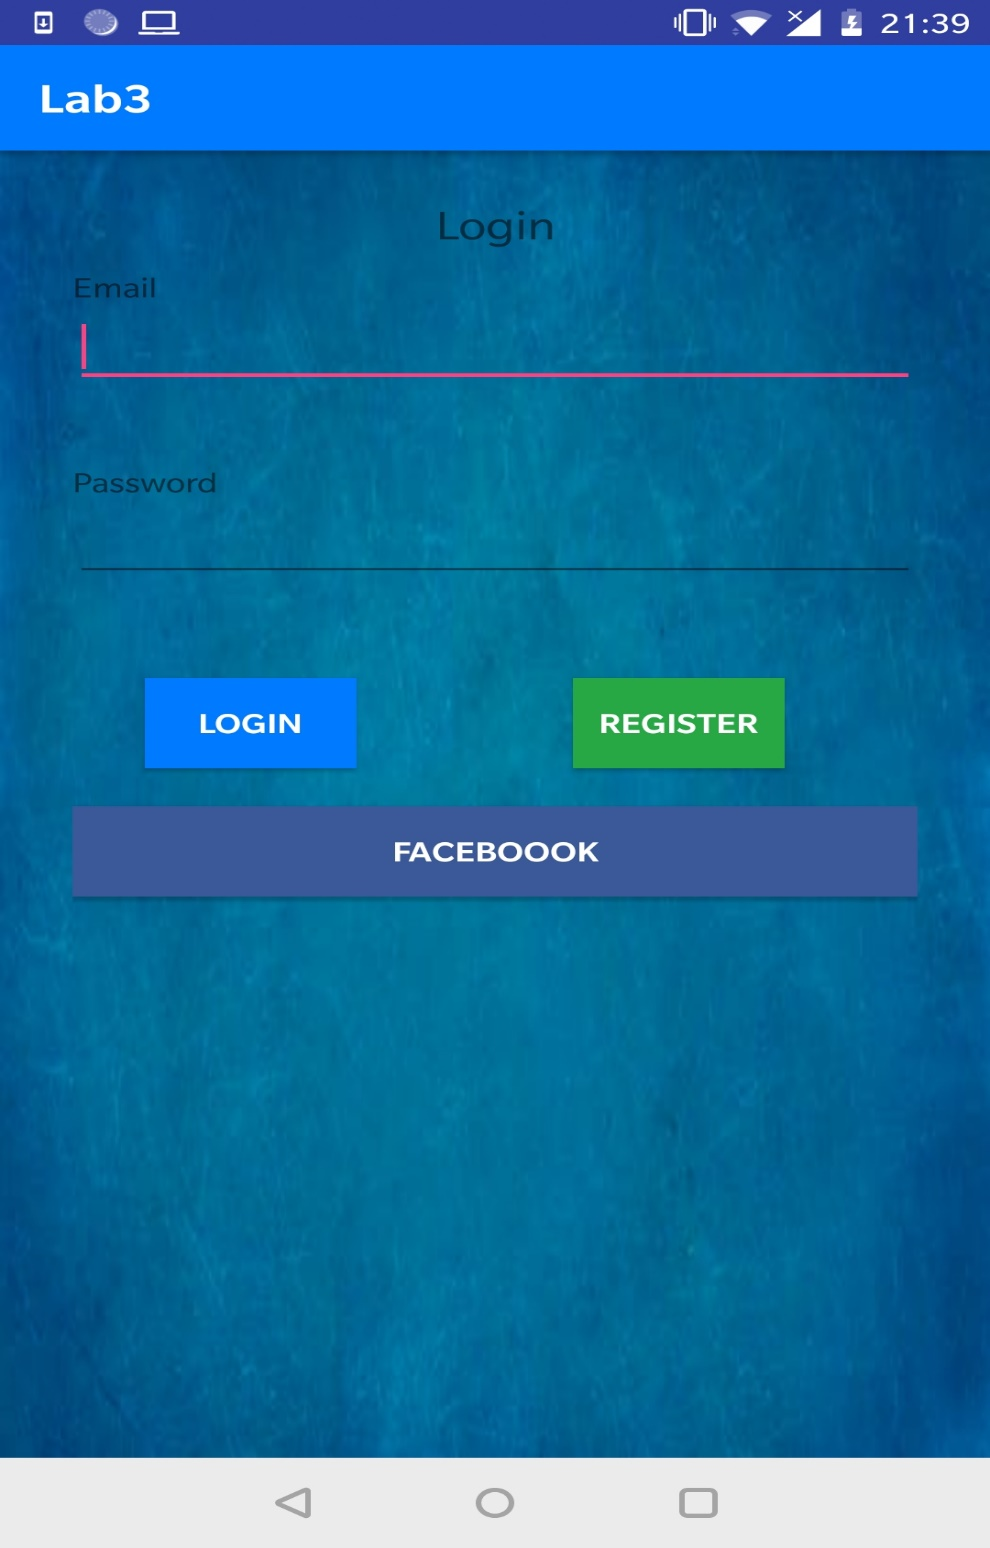 21:39
Lab3
Login
Email
Password
LOGIN REGISTER
FACEBOOOK